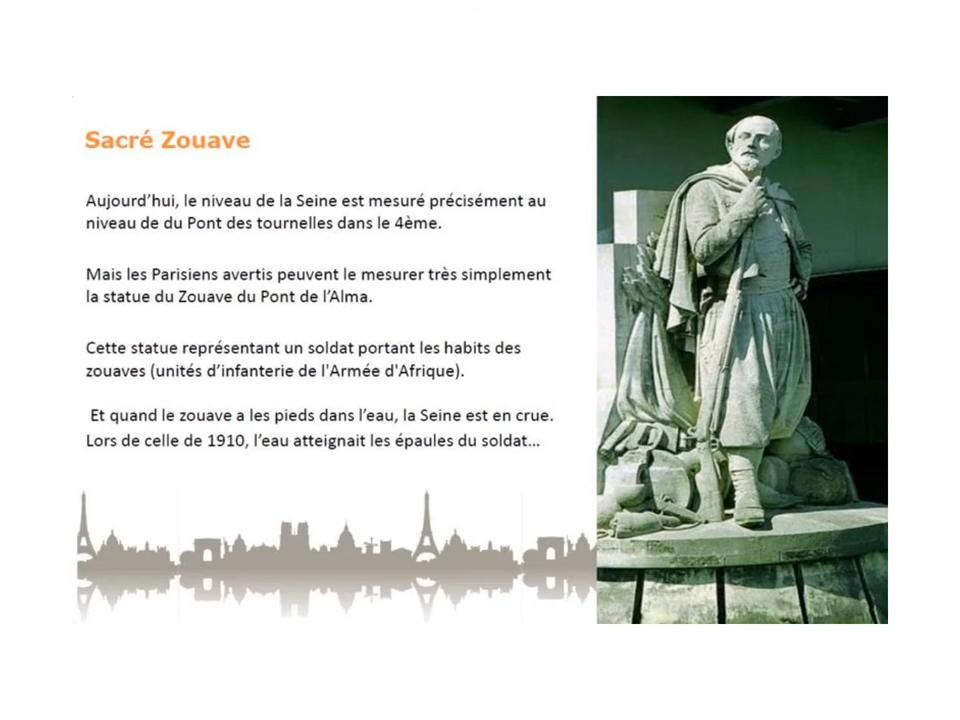 Sacré Zouave
Aujourd’hui, le niveau de la Seine est mesuré précisément au
niveau de du Pont des tournelles dans le 4ème.
Mais les Parisiens avertis peuvent le mesurer très simplement
la statue du Zouave du Pont de l’Alma.
Cette statue représentant un soldat portant les habits des
zouaves (unités d’infanterie de l'Armée d'Afrique).
Et quand le zouave a les pieds dans l’eau, la Seine est en crue.
Lors de celle de 1910, l’eau atteignait les épaules du soldat...